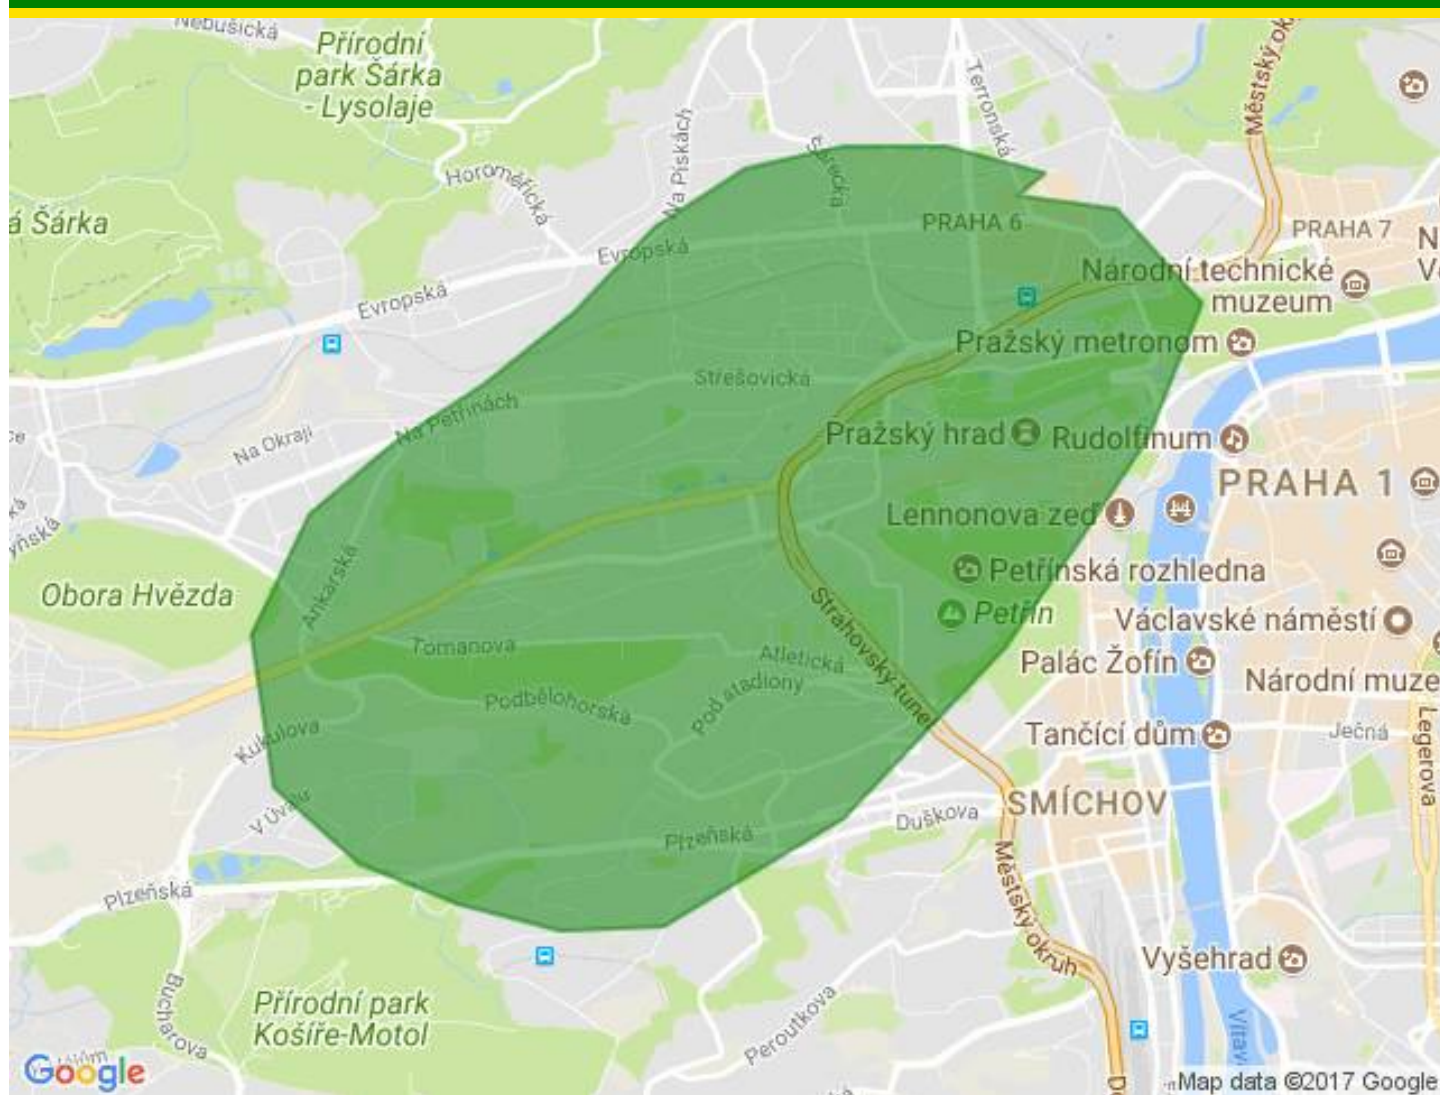 Nebušická
Přírodní
park Šárka
- Lysolaje
Terronská
Městský ok
Na Pískách
Horoměřická
á Šárka
PRAHA 6
PRAHA 7
N
Evropská
Národní technické
muzeum
Evropská
Pražský metronom
Střešovická
Na Petřinách
Na Okraji
Pražský hrad
Rudolfinum
PRAHA 1
Lennonova zeď
Ankarská
Petřínská rozhledna
Obora Hvězda
Petřín
Václavské náměstí
Strahovský tunel
Tomanova
Atletická
Palác Žofín
Národní muze
Podbělohorská
Pod stadiony
Kukulova
Tančící dům
Ječná
Legerova
V Úvalu
SMÍCHOV
Duškova
Plzeňská
Plzeňská
Městský okruh
Vyšehrad
Přírodní park
Košíře-Motol
Bucharova
Peroutkova
Vltav
Google
Map data ©2017 Google